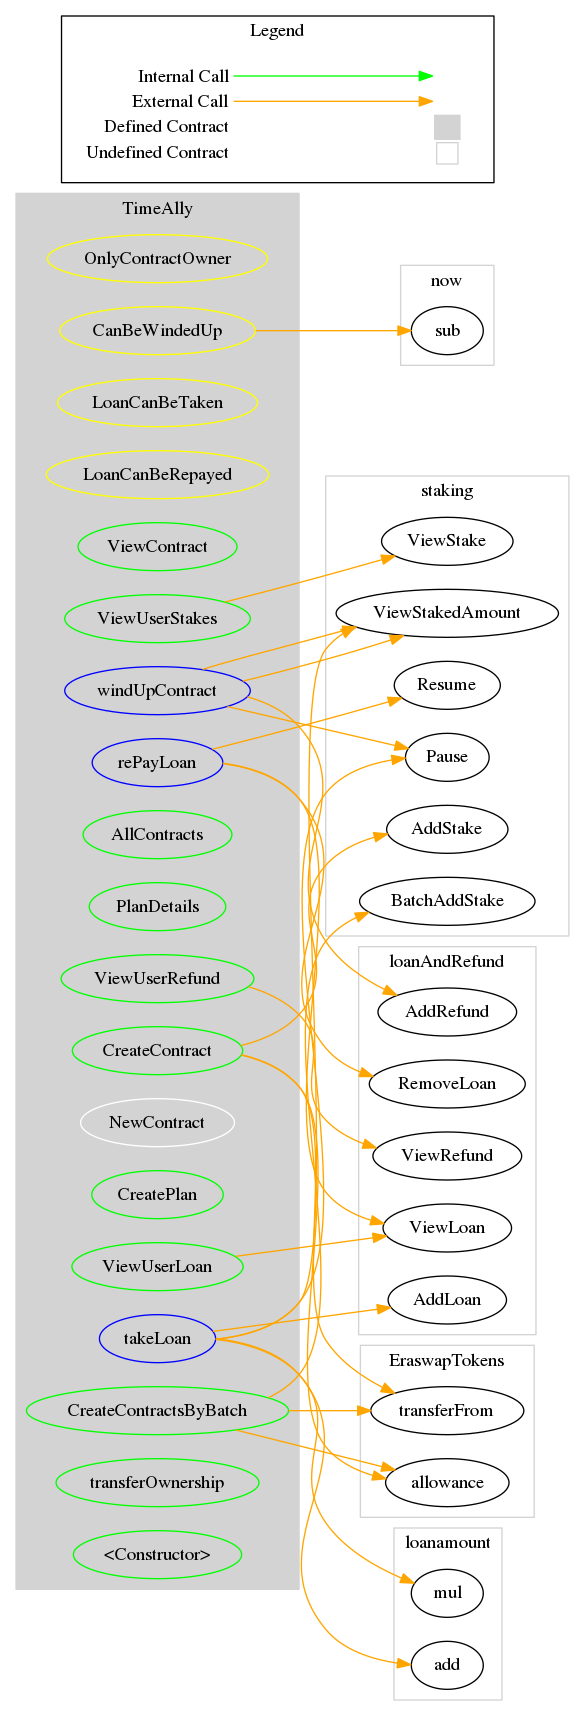 Legend
Internal Call
External Call
Defined Contract
Undefined Contract
TimeAlly
OnlyContractOwner
CanBeWindedUp
LoanCanBeTaken
LoanCanBeRepayed
ViewContract
ViewUserStakes
windUpContract
rePayLoan
AllContracts
PlanDetails
ViewUserRefund
CreateContract
NewContract
CreatePlan
ViewUserLoan
takeLoan
CreateContractsByBatch
transferOwnership
<Constructor>
now
sub
staking
ViewStake
ViewStakedAmount
Resume
Pause
AddStake
BatchAddStake
loanAndRefund
AddRefund
RemoveLoan
ViewRefund
ViewLoan
AddLoan
EraswapTokens
transferFrom
allowance
loanamount
mul
add